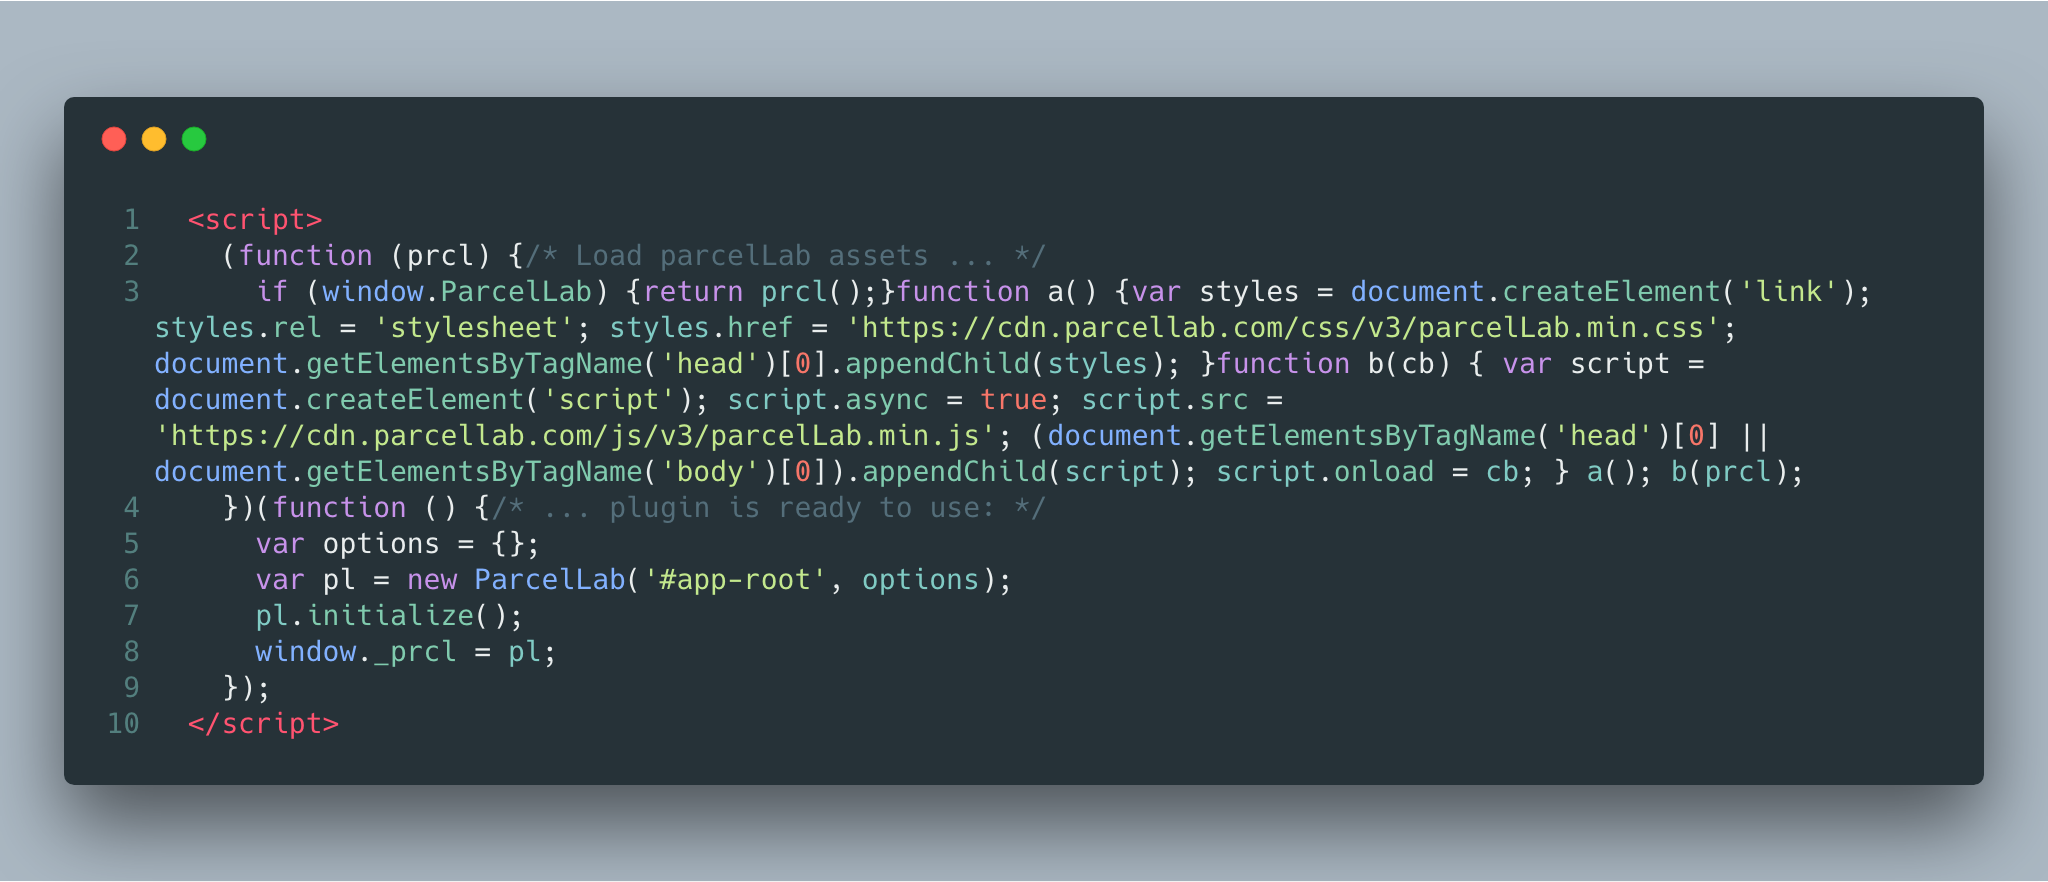 1 <script>
2 (function (prcl) {/* Load parcelLab assets ... */
3 if (window.ParcelLab) {return prcl();}function a() {var styles = document.createElement('link');
styles.rel = 'stylesheet'; styles.href = 'https://cdn.parcellab.com/css/v3/parcelLab.min.css';
document.getElementsByTagName('head')[0].appendChild(styles); }function b(cb) { var script =
document.createElement('script'); script.async = true; script.src =
'https://cdn.parcellab.com/js/v3/parcelLab.min.js'; (document.getElementsByTagName('head')[0] ||
document.getElementsByTagName('body')[0]).appendChild(script); script.onload = cb; } a(); b(prcl);
4 })(function () {/* ... plugin is ready to use: */
5 var options = {};
6 var pl = new ParcelLab('#app-root', options);
7 pl.initialize();
8 window._prcl = pl;
9 });
10 </script>